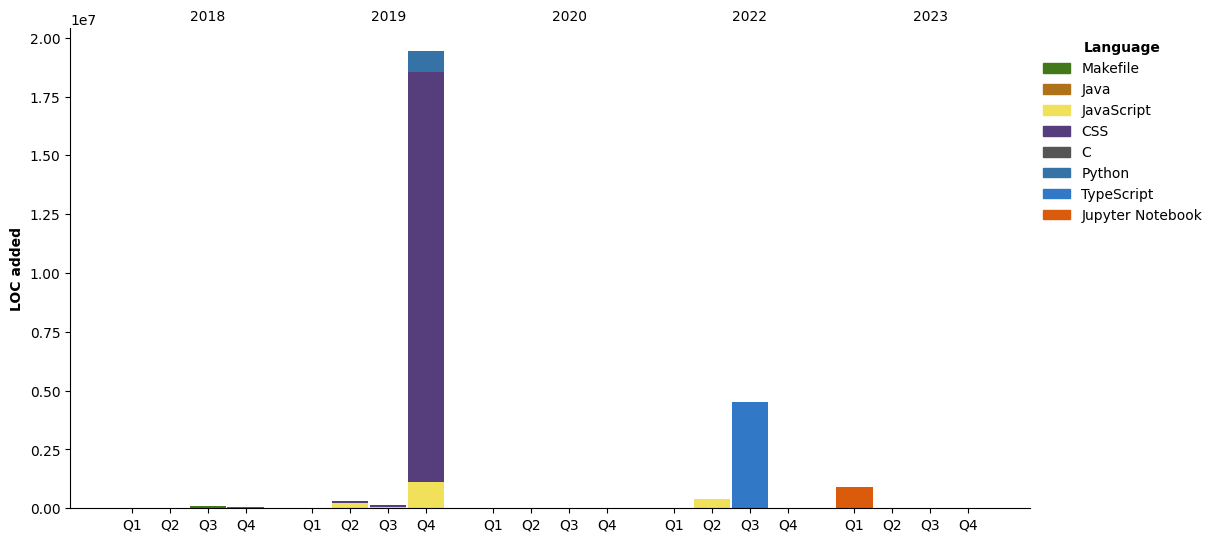 1e7
2018 2019 2020 2022 2023
2.00
1.75
1.50
1.25
1.00
0.75
0.50
0.25
0.00
LOC added
Q1 Q2 Q3 Q4 Q1 Q2 Q3 Q4 Q1 Q2 Q3 Q4 Q1 Q2 Q3 Q4 Q1 Q2 Q3 Q4
Language
Makefile
Java
JavaScript
CSS
C
Python
TypeScript
Jupyter Notebook